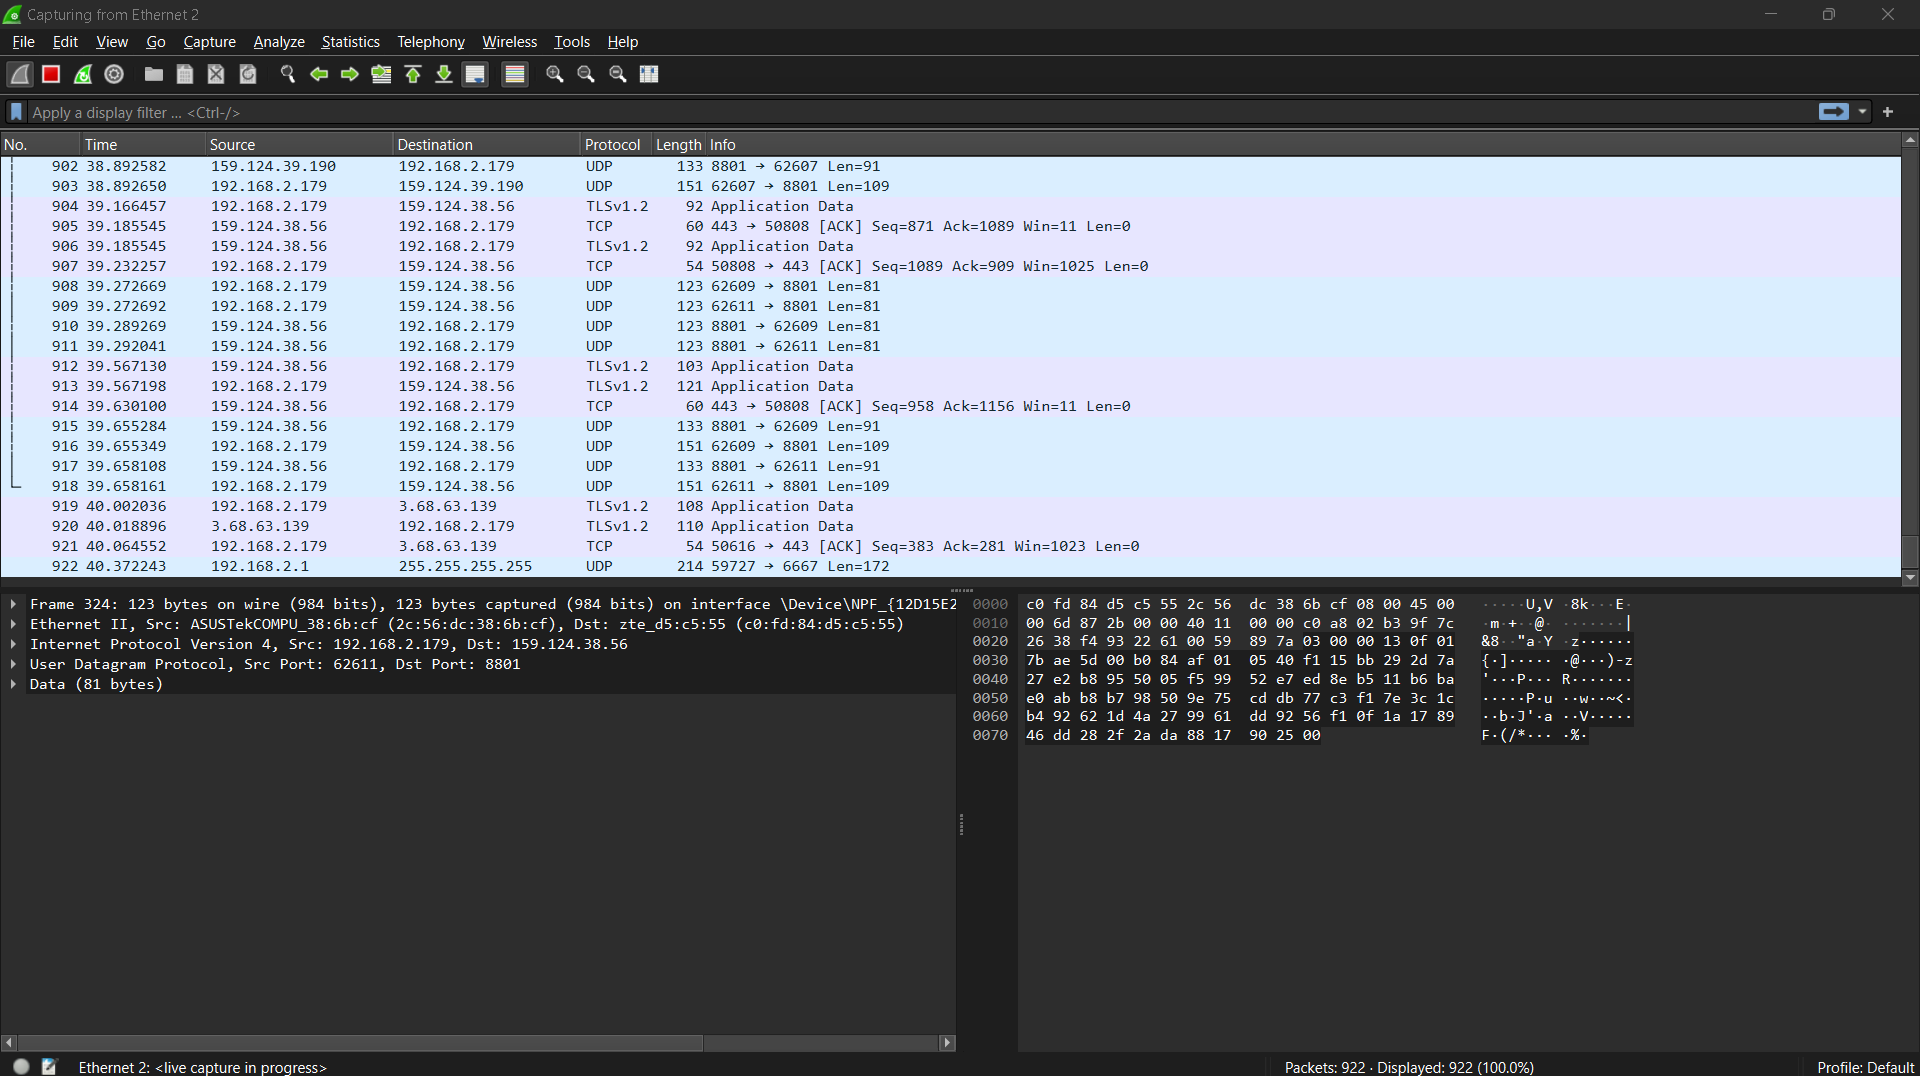 Capturing from Ethernet 2
File Edit View Go Capture Analyze Statistics Telephony Wireless Tools Help
Apply a display filter ... <Ctrl-/>
No. Time Source Destination Protocol Length Info
902 38.892582 159.124.39.190 192.168.2.179 UDP 133 8801 → 62607 Len=91
903 38.892650 192.168.2.179 159.124.39.190 UDP 151 62607 → 8801 Len=109
904 39.166457 192.168.2.179 159.124.38.56 TLSv1.2 92 Application Data
905 39.185545 159.124.38.56 192.168.2.179 TCP 60 443 → 50808 [ACK] Seq=871 Ack=1089 Win=11 Len=0
906 39.185545 159.124.38.56 192.168.2.179 TLSv1.2 92 Application Data
907 39.232257 192.168.2.179 159.124.38.56 TCP 54 50808 → 443 [ACK] Seq=1089 Ack=909 Win=1025 Len=0
908 39.272669 192.168.2.179 159.124.38.56 UDP 123 62609 → 8801 Len=81
909 39.272692 192.168.2.179 159.124.38.56 UDP 123 62611 → 8801 Len=81
910 39.289269 159.124.38.56 192.168.2.179 UDP 123 8801 → 62609 Len=81
911 39.292041 159.124.38.56 192.168.2.179 UDP 123 8801 → 62611 Len=81
912 39.567130 159.124.38.56 192.168.2.179 TLSv1.2 103 Application Data
913 39.567198 192.168.2.179 159.124.38.56 TLSv1.2 121 Application Data
914 39.630100 159.124.38.56 192.168.2.179 TCP 60 443 → 50808 [ACK] Seq=958 Ack=1156 Win=11 Len=0
915 39.655284 159.124.38.56 192.168.2.179 UDP 133 8801 → 62609 Len=91
916 39.655349 192.168.2.179 159.124.38.56 UDP 151 62609 → 8801 Len=109
917 39.658108 159.124.38.56 192.168.2.179 UDP 133 8801 → 62611 Len=91
918 39.658161 192.168.2.179 159.124.38.56 UDP 151 62611 → 8801 Len=109
919 40.002036 192.168.2.179 3.68.63.139 TLSv1.2 108 Application Data
920 40.018896 3.68.63.139 192.168.2.179 TLSv1.2 110 Application Data
921 40.064552 192.168.2.179 3.68.63.139 TCP 54 50616 → 443 [ACK] Seq=383 Ack=281 Win=1023 Len=0
922 40.372243 192.168.2.1 255.255.255.255 UDP 214 59727 → 6667 Len=172
Frame 324: 123 bytes on wire (984 bits), 123 bytes captured (984 bits) on interface \Device\NPF_{12D15E2
Ethernet II, Src: ASUSTekCOMPU_38:6b:cf (2c:56:dc:38:6b:cf), Dst: zte_d5:c5:55 (c0:fd:84:d5:c5:55)
Internet Protocol Version 4, Src: 192.168.2.179, Dst: 159.124.38.56
User Datagram Protocol, Src Port: 62611, Dst Port: 8801
Data (81 bytes)
0000 c0 fd 84 d5 c5 55 2c 56 dc 38 6b cf 08 00 45 00 ·····U,V ·8k···E·
0010 00 6d 87 2b 00 00 40 11 00 00 c0 a8 02 b3 9f 7c ·m·+··@· ·······|
0020 26 38 f4 93 22 61 00 59 89 7a 03 00 00 13 0f 01 &8··"a·Y ·z······
0030 7b ae 5d 00 b0 84 af 01 05 40 f1 15 bb 29 2d 7a {·]····· ·@···)-z
0040 27 e2 b8 95 50 05 f5 99 52 e7 ed 8e b5 11 b6 ba '···P··· R·······
0050 e0 ab b8 b7 98 50 9e 75 cd db 77 c3 f1 7e 3c 1c ·····P·u ··w··~<·
0060 b4 92 62 1d 4a 27 99 61 dd 92 56 f1 0f 1a 17 89 ··b·J'·a ··V·····
0070 46 dd 28 2f 2a da 88 17 90 25 00 F·(/*··· ·%·
Ethernet 2: <live capture in progress>
Packets: 922 · Displayed: 922 (100.0%)
Profile: Default